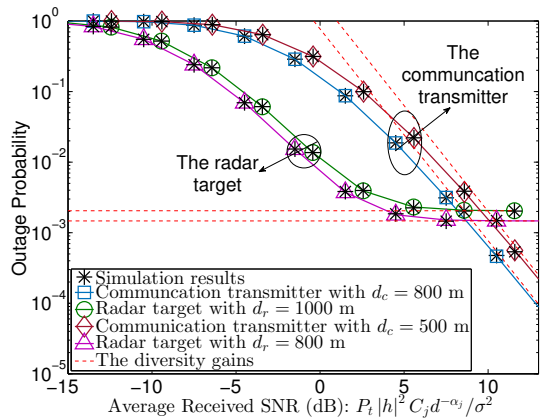 Outage Probability
10^0
10^-1
10^-2
10^-3
10^-4
10^-5
The
communcation
transmitter
The radar
target
Simulation results
Communcation transmitter with d_c = 800 m
Radar target with d_r = 1000 m
Communication transmitter with d_c = 500 m
Radar target with d_r = 800 m
The diversity gains
-15 -10 -5 0 5 10
Average Received SNR (dB): P_t |h|^2 C_j d^{-α_j}/σ^2